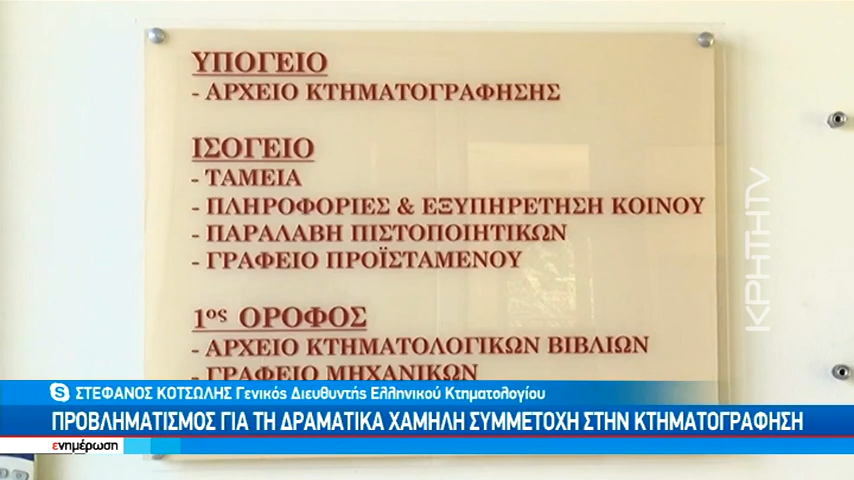 ΥΠΟΓΕΙΟ
- ΑΡΧΕΙΟ ΚΤΗΜΑΤΟΓΡΑΦΗΣΗΣ
ΙΣΟΓΕΙΟ
- ΤΑΜΕΙΑ
- ΠΛΗΡΟΦΟΡΙΕΣ & ΕΞΥΠΗΡΕΤΗΣΗ ΚΟΙΝΟΥ
- ΠΑΡΑΛΑΒΗ ΠΙΣΤΟΠΟΙΗΤΙΚΩΝ
- ΓΡΑΦΕΙΟ ΠΡΟΪΣΤΑΜΕΝΟΥ
1ος ΟΡΟΦΟΣ
- ΑΡΧΕΙΟ ΚΤΗΜΑΤΟΛΟΓΙΚΩΝ ΒΙΒΛΙΩΝ
- ΓΡΑΦΕΙΟ ΜΗΧΑΝΙΚΩΝ
ΚΡΗΤΗTV
ΣΤΕΦΑΝΟΣ ΚΟΤΣΩΛΗΣ Γενικός Διευθυντής Ελληνικού Κτηματολογίου
ΠΡΟΒΛΗΜΑΤΙΣΜΟΣ ΓΙΑ ΤΗ ΔΡΑΜΑΤΙΚΑ ΧΑΜΗΛΗ ΣΥΜΜΕΤΟΧΗ ΣΤΗΝ ΚΤΗΜΑΤΟΓΡΑΦΗΣΗ
ενημέρωση